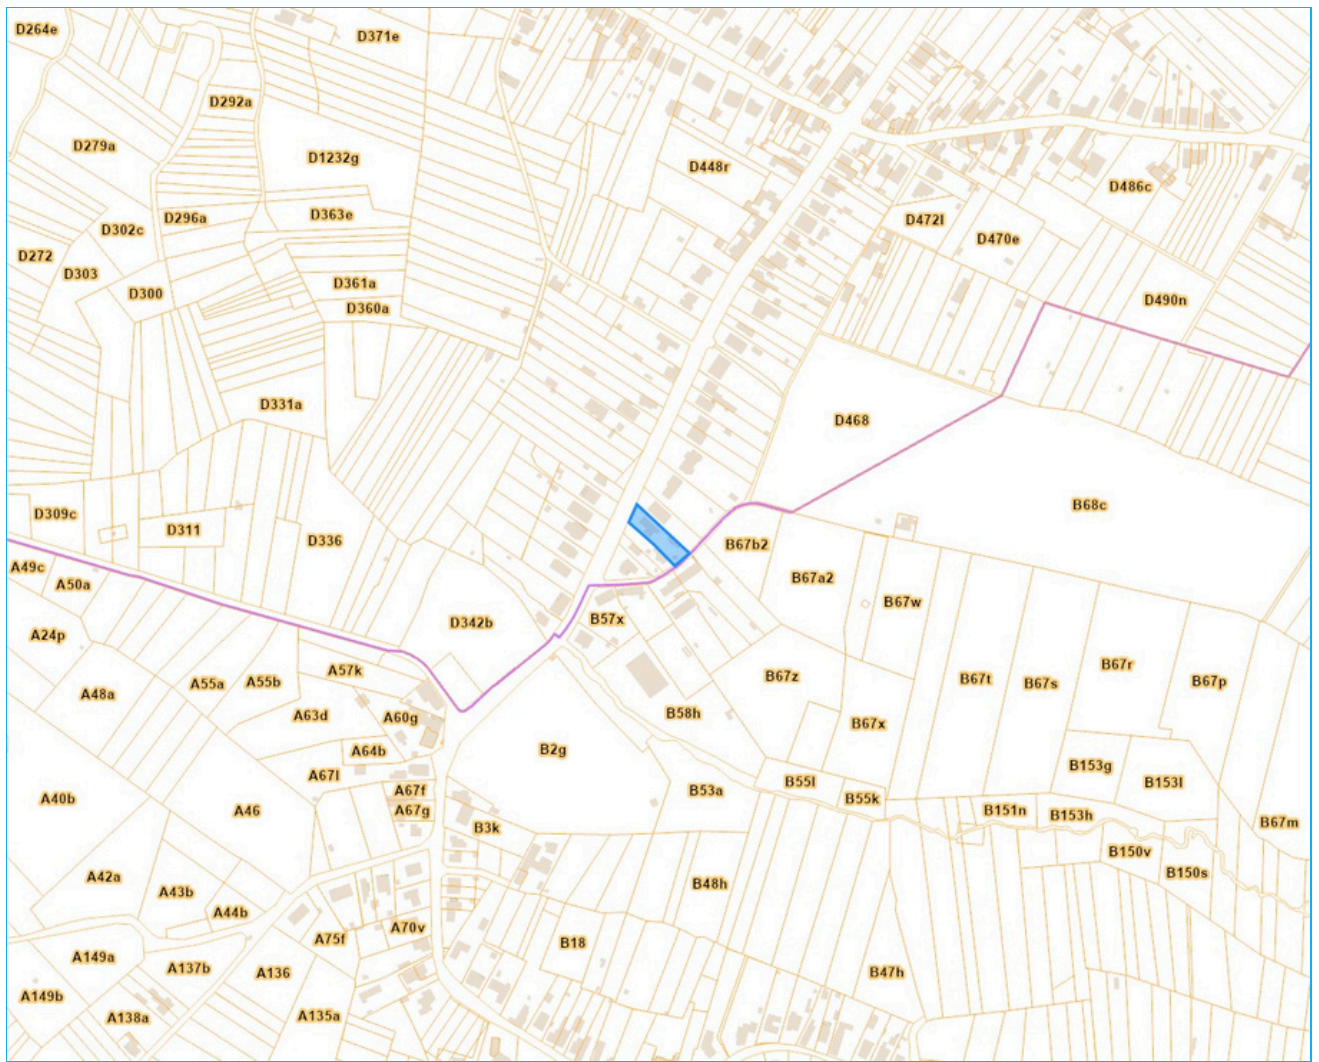 D264e
D371e
D292a
D279a
D1232g
D448r
D486c
D296a
D363e
D472l
D470e
D302c
D272
D303
D361a
D300
D360a
D490n
D331a
D468
B68c
D309c
D311
D336
B67b2
A49c
A50a
B67a2
B67w
D342b
B57x
A24p
A57k
B67z
B67t
B67s
B67r
B67p
A48a
A55a
A55b
A63d
A60g
B58h
B67x
A64b
B2g
A67l
B153g
B153l
B55l
A67f
B53a
B55k
A40b
A46
A67g
B151n
B153h
B67m
B3k
B150v
B150s
A42a
A43b
B48h
A44b
A75f
A70v
B18
A149a
A137b
A136
B47h
A149b
A138a
A135a